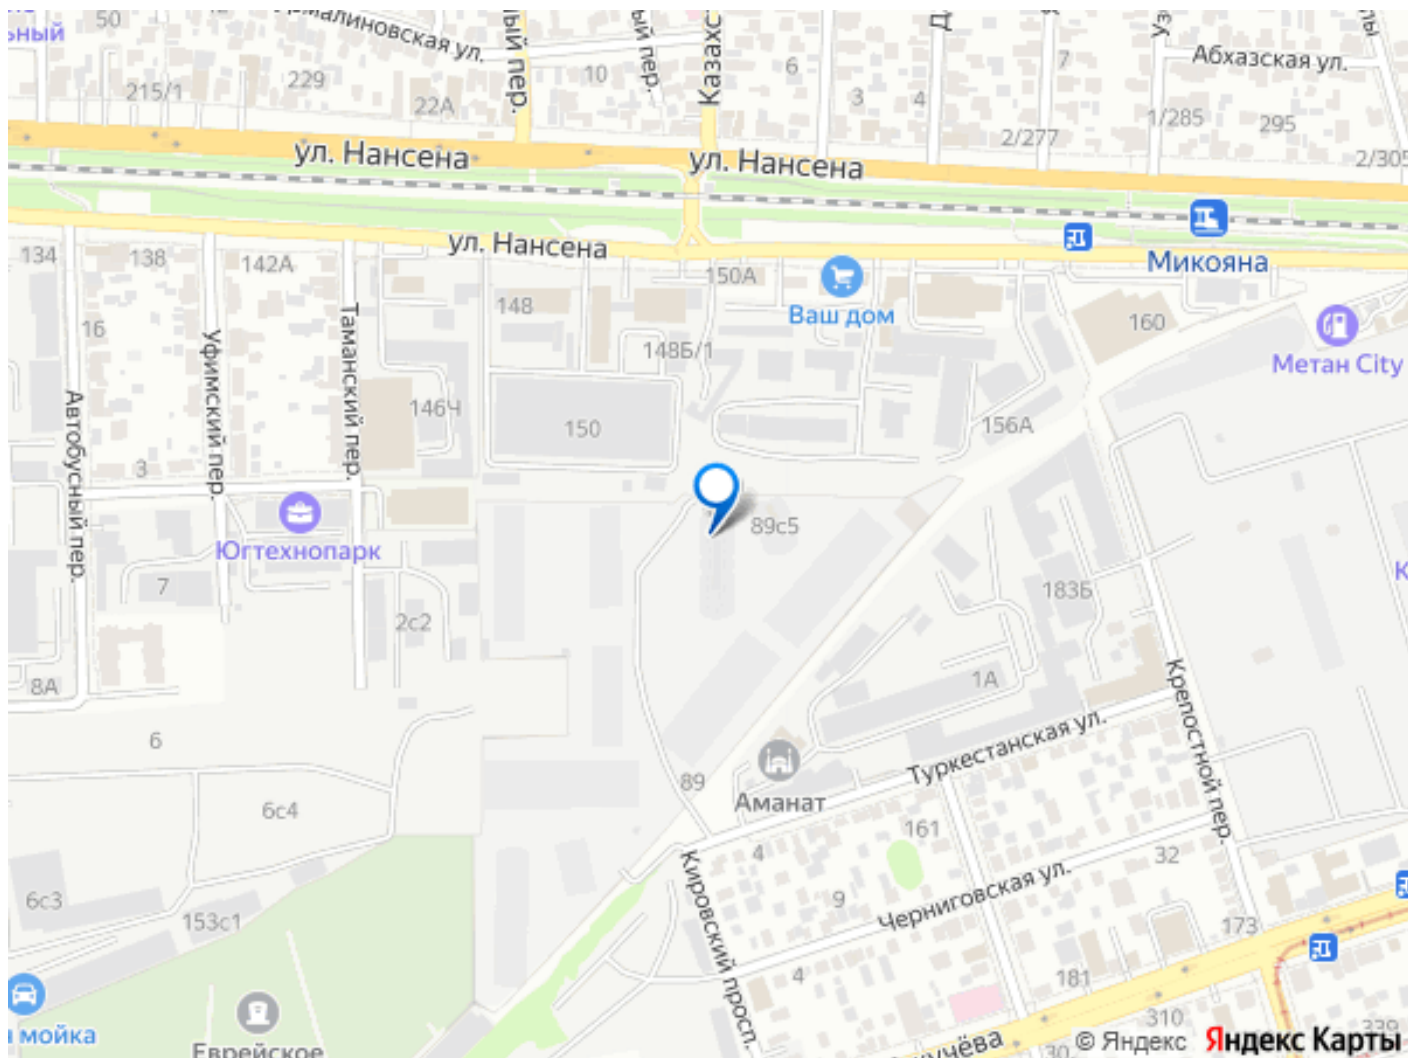 50
ный пер.
ный пер.
Казахс
Абхазская ул.
229
215/1
22А
10
6
3
4
7
2/277
1/285
295
2/305
ул. Нансена
ул. Нансена
ул. Нансена
Микояна
134
138
142А
148
150А
Ваш дом
160
Метан City
16
Уфимский пер.
Таманский пер.
Автобусный пер.
148Б/1
146Ч
150
156А
3
Югтехнопарк
89с5
7
2с2
183Б
8А
1А
6
6с4
89
Аманат
Туркестанская ул.
Крепостной пер.
161
4
9
32
Черниговская ул.
Кировский просп.
6с3
153с1
173
4
181
310
мойка
Еврейское
© Яндекс
Яндекс Карты